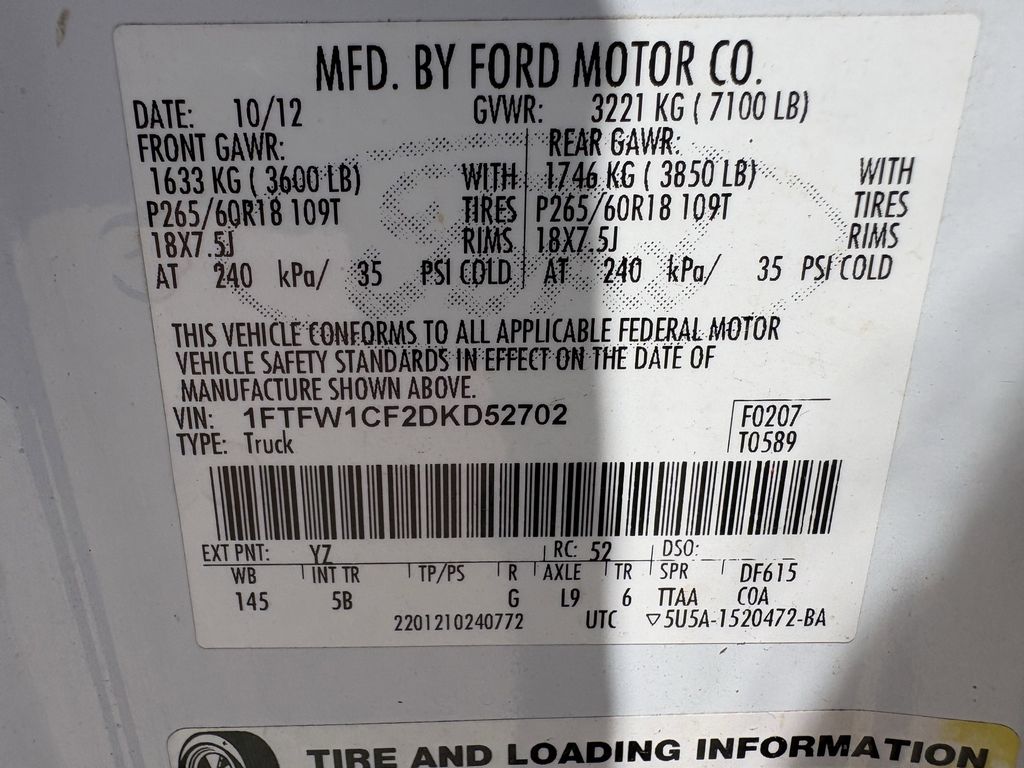 MFD. BY FORD MOTOR CO.
DATE: 10/12 GVWR: 3221 KG ( 7100 LB)
FRONT GAWR: REAR GAWR:
1633 KG ( 3600 LB) WITH 1746 KG ( 3850 LB) WITH
P265/60R18 109T TIRES P265/60R18 109T TIRES
18X7.5J RIMS 18X7.5J RIMS
AT 240 kPa/ 35 PSI COLD AT 240 kPa/ 35 PSI COLD
THIS VEHICLE CONFORMS TO ALL APPLICABLE FEDERAL MOTOR
VEHICLE SAFETY STANDARDS IN EFFECT ON THE DATE OF
MANUFACTURE SHOWN ABOVE.
VIN: 1FTFW1CF2DKD52702 F0207
TYPE: Truck T0589
EXT PNT: YZ RC: 52 DSO:
WB INT TR TP/PS R AXLE TR SPR DF615
145 5B G L9 6 TTAA COA
2201210240772 UTC ▽5U5A-1520472-BA
TIRE AND LOADING INFORMATION